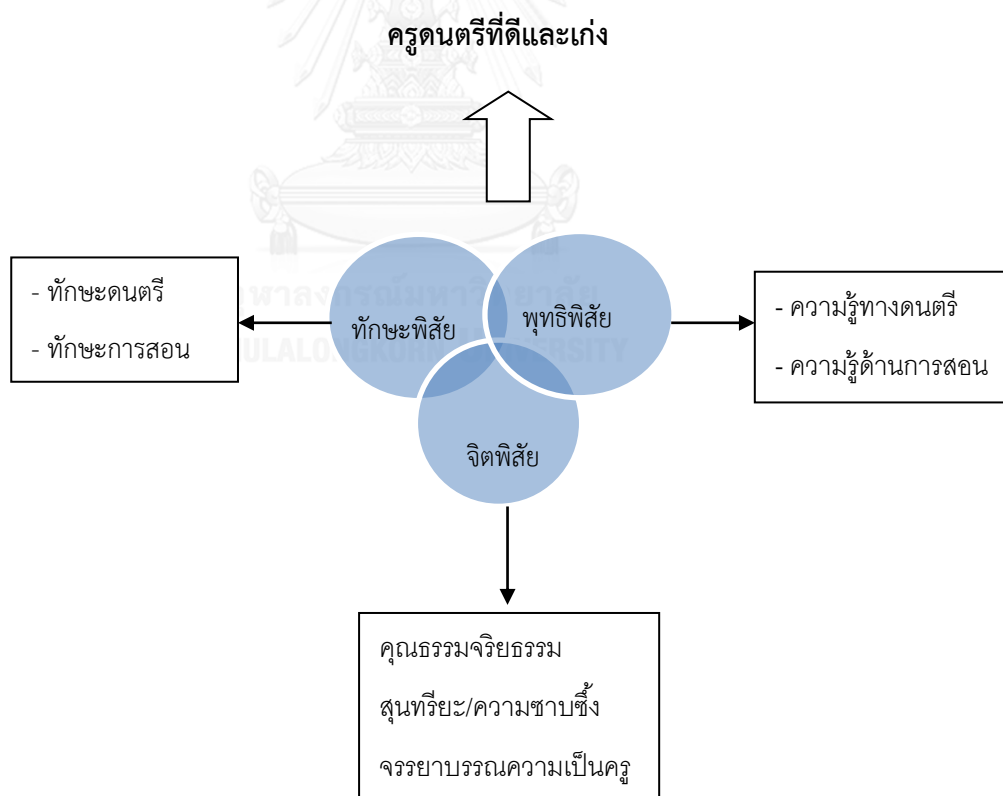 ครูดนตรีที่ดีและเก่ง
- ทักษะดนตรี
- ทักษะการสอน
ทักษะพิสัย
พุทธิพิสัย
- ความรู้ทางดนตรี
- ความรู้ด้านการสอน
จิตพิสัย
คุณธรรมจริยธรรม
สุนทรียะ/ความซาบซึ้ง
จรรยาบรรณความเป็นครู